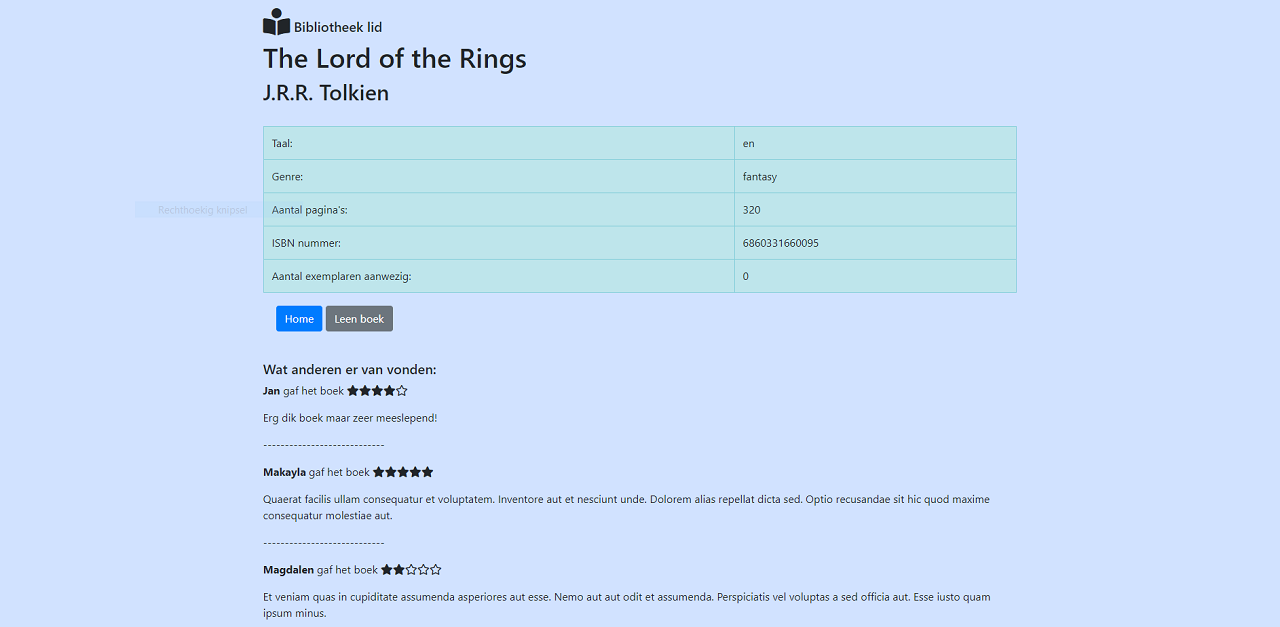 Bibliotheek lid
The Lord of the Rings
J.R.R. Tolkien
Taal: en
Genre: fantasy
Rechthoekig knipsel
Aantal pagina's: 320
ISBN nummer: 6860331660095
Aantal exemplaren aanwezig: 0
Home Leen boek
Wat anderen er van vonden:
Jan gaf het boek ★★★★☆
Erg dik boek maar zeer meeslepend!
----------------------------
Makayla gaf het boek ★★★★★
Quaerat facilis ullam consequatur et voluptatem. Inventore aut et nesciunt unde. Dolorem alias repellat dicta sed. Optio recusandae sit hic quod maxime
consequatur molestiae aut.
----------------------------
Magdalen gaf het boek ★★☆☆☆
Et veniam quas in cupiditate assumenda asperiores aut esse. Nemo aut aut odit et assumenda. Perspiciatis vel voluptas a sed officia aut. Esse iusto quam
ipsum minus.